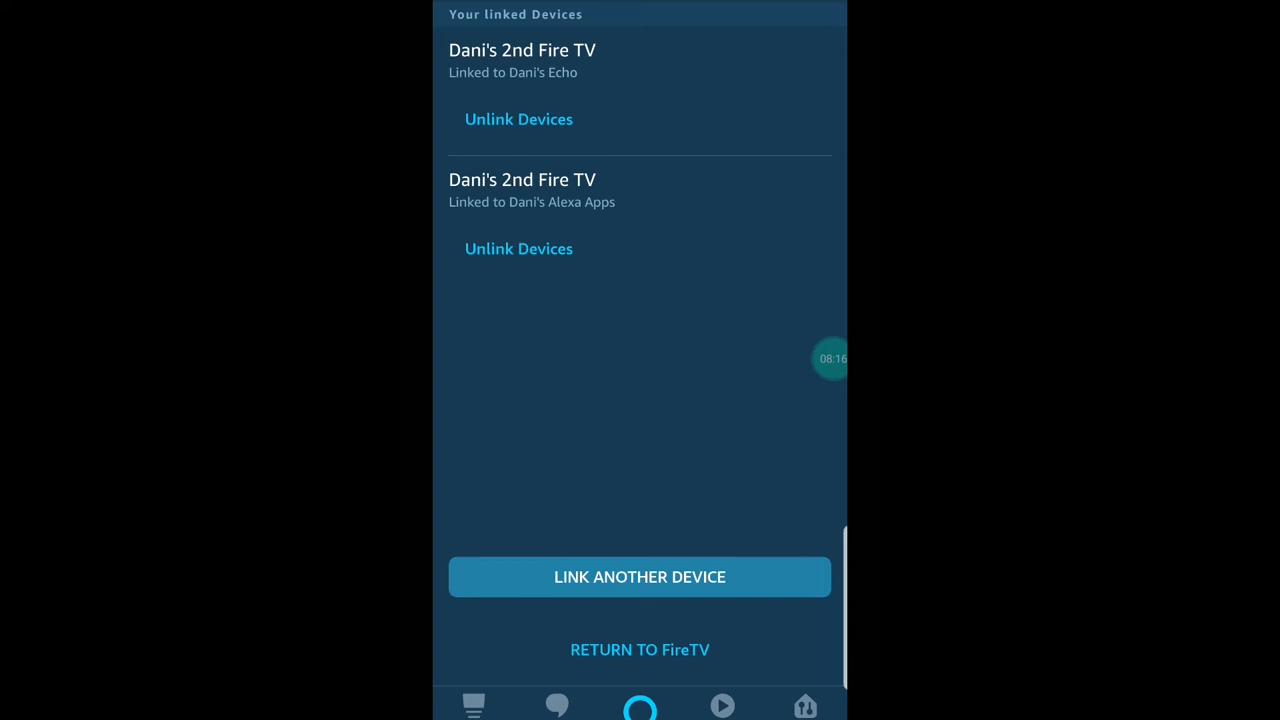 Your linked Devices
Dani's 2nd Fire TV
Linked to Dani's Echo
Unlink Devices
Dani's 2nd Fire TV
Linked to Dani's Alexa Apps
Unlink Devices
08:16
LINK ANOTHER DEVICE
RETURN TO FireTV